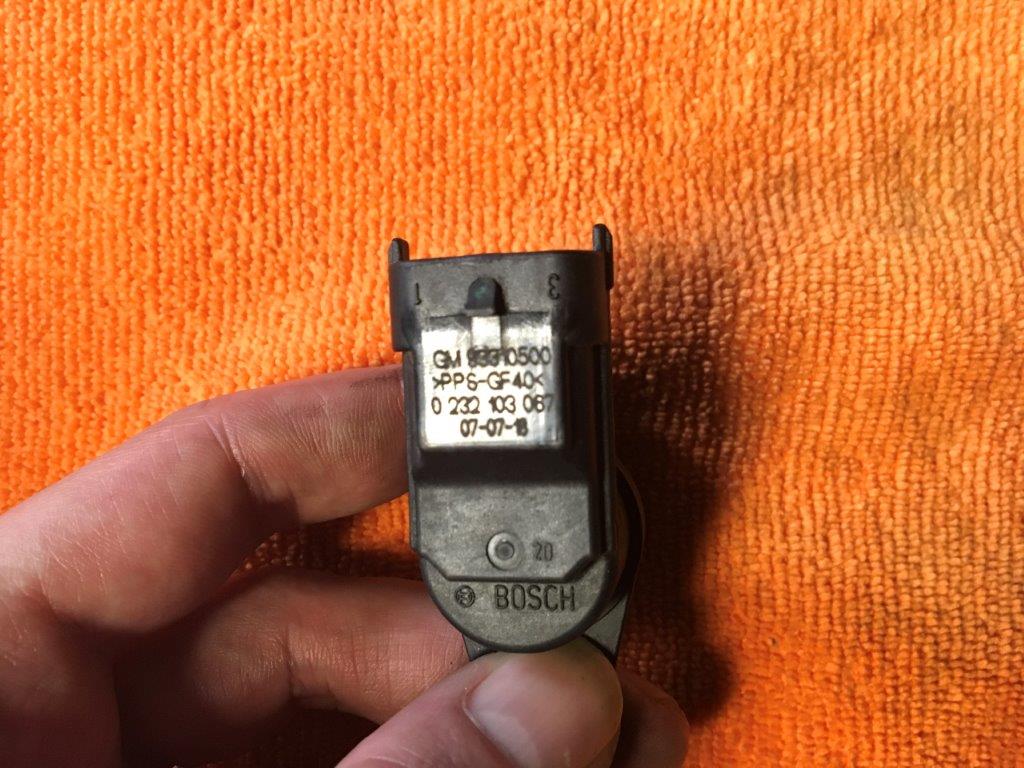 1 3
GM 93310500
>PPS-GF40<
0 232 103 067
07-07-18
20
BOSCH